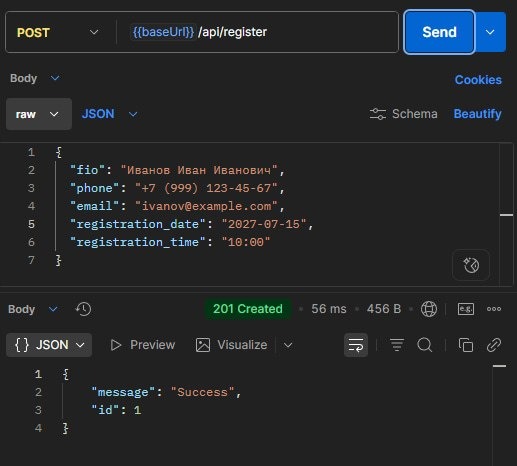 POST {{baseUrl}} /api/register Send
Body
Cookies
raw JSON Schema Beautify
1 {
2 "fio": "Иванов Иван Иванович",
3 "phone": "+7 (999) 123-45-67",
4 "email": "ivanov@example.com",
5 "registration_date": "2027-07-15",
6 "registration_time": "10:00"
7 }
Body 201 Created • 56 ms • 456 B e.g.
{} JSON Preview Visualize
1 {
2 "message": "Success",
3 "id": 1
4 }